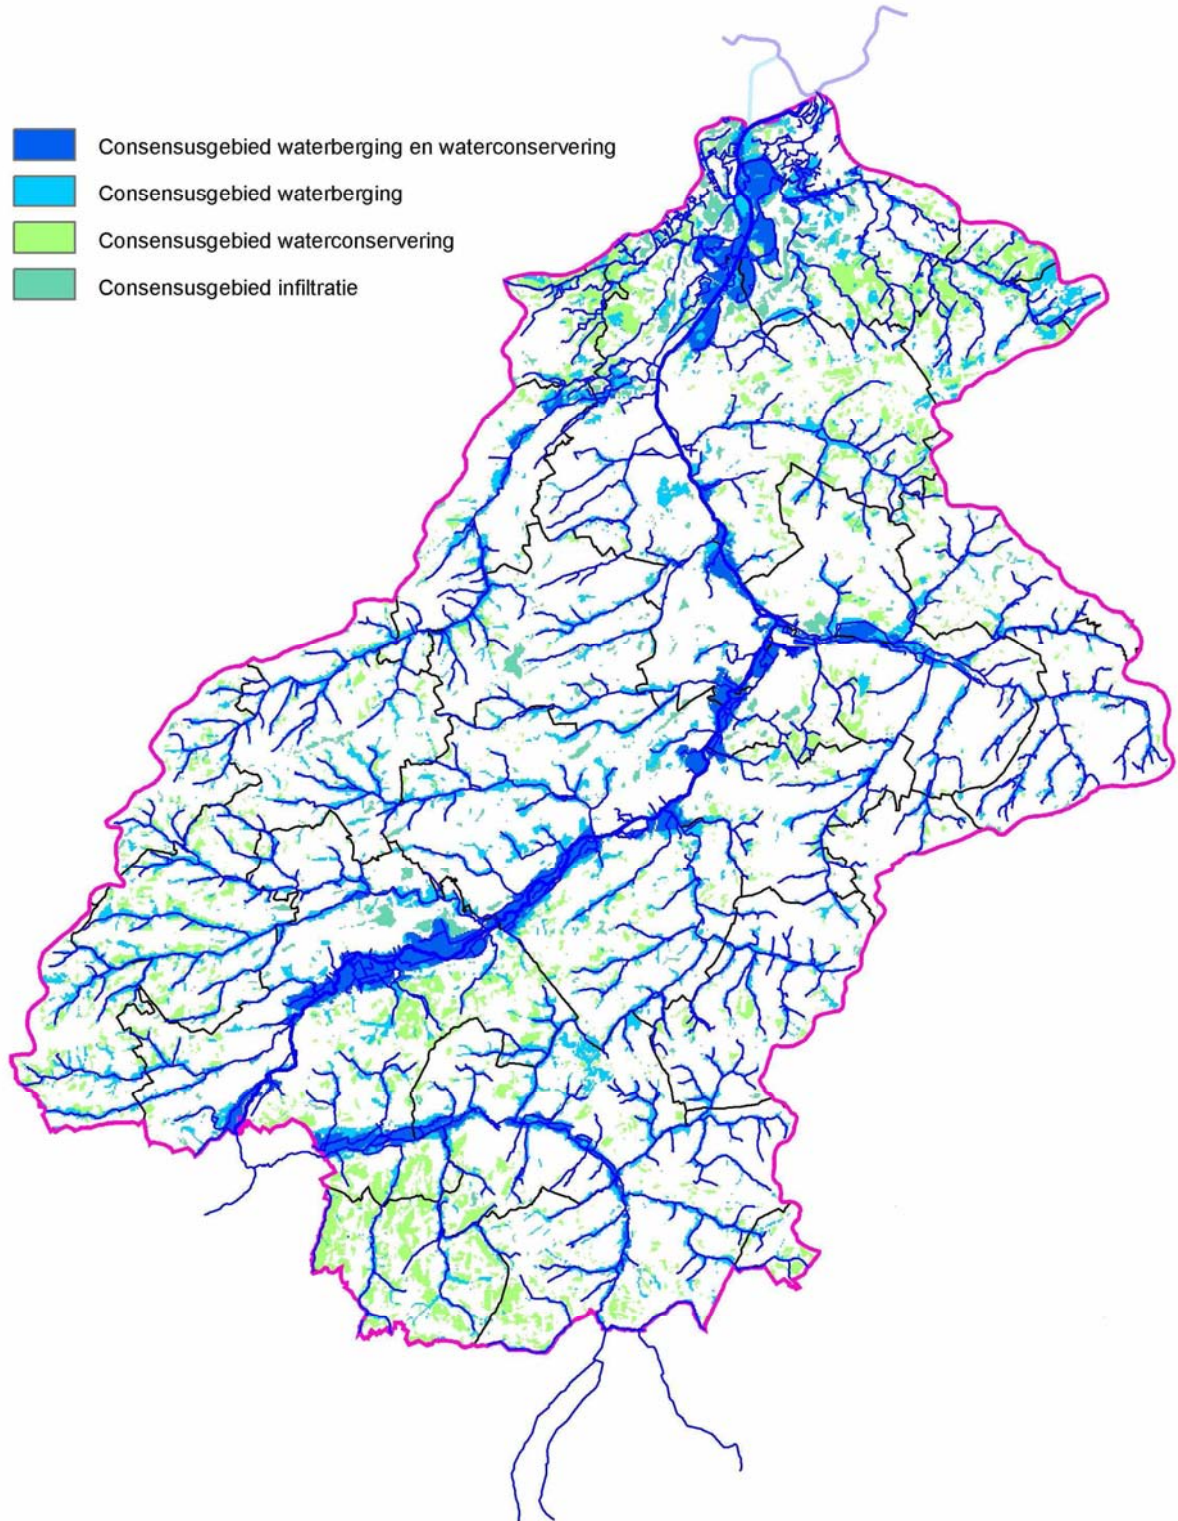 Consensusgebied waterberging en waterconservering
Consensusgebied waterberging
Consensusgebied waterconservering
Consensusgebied infiltratie